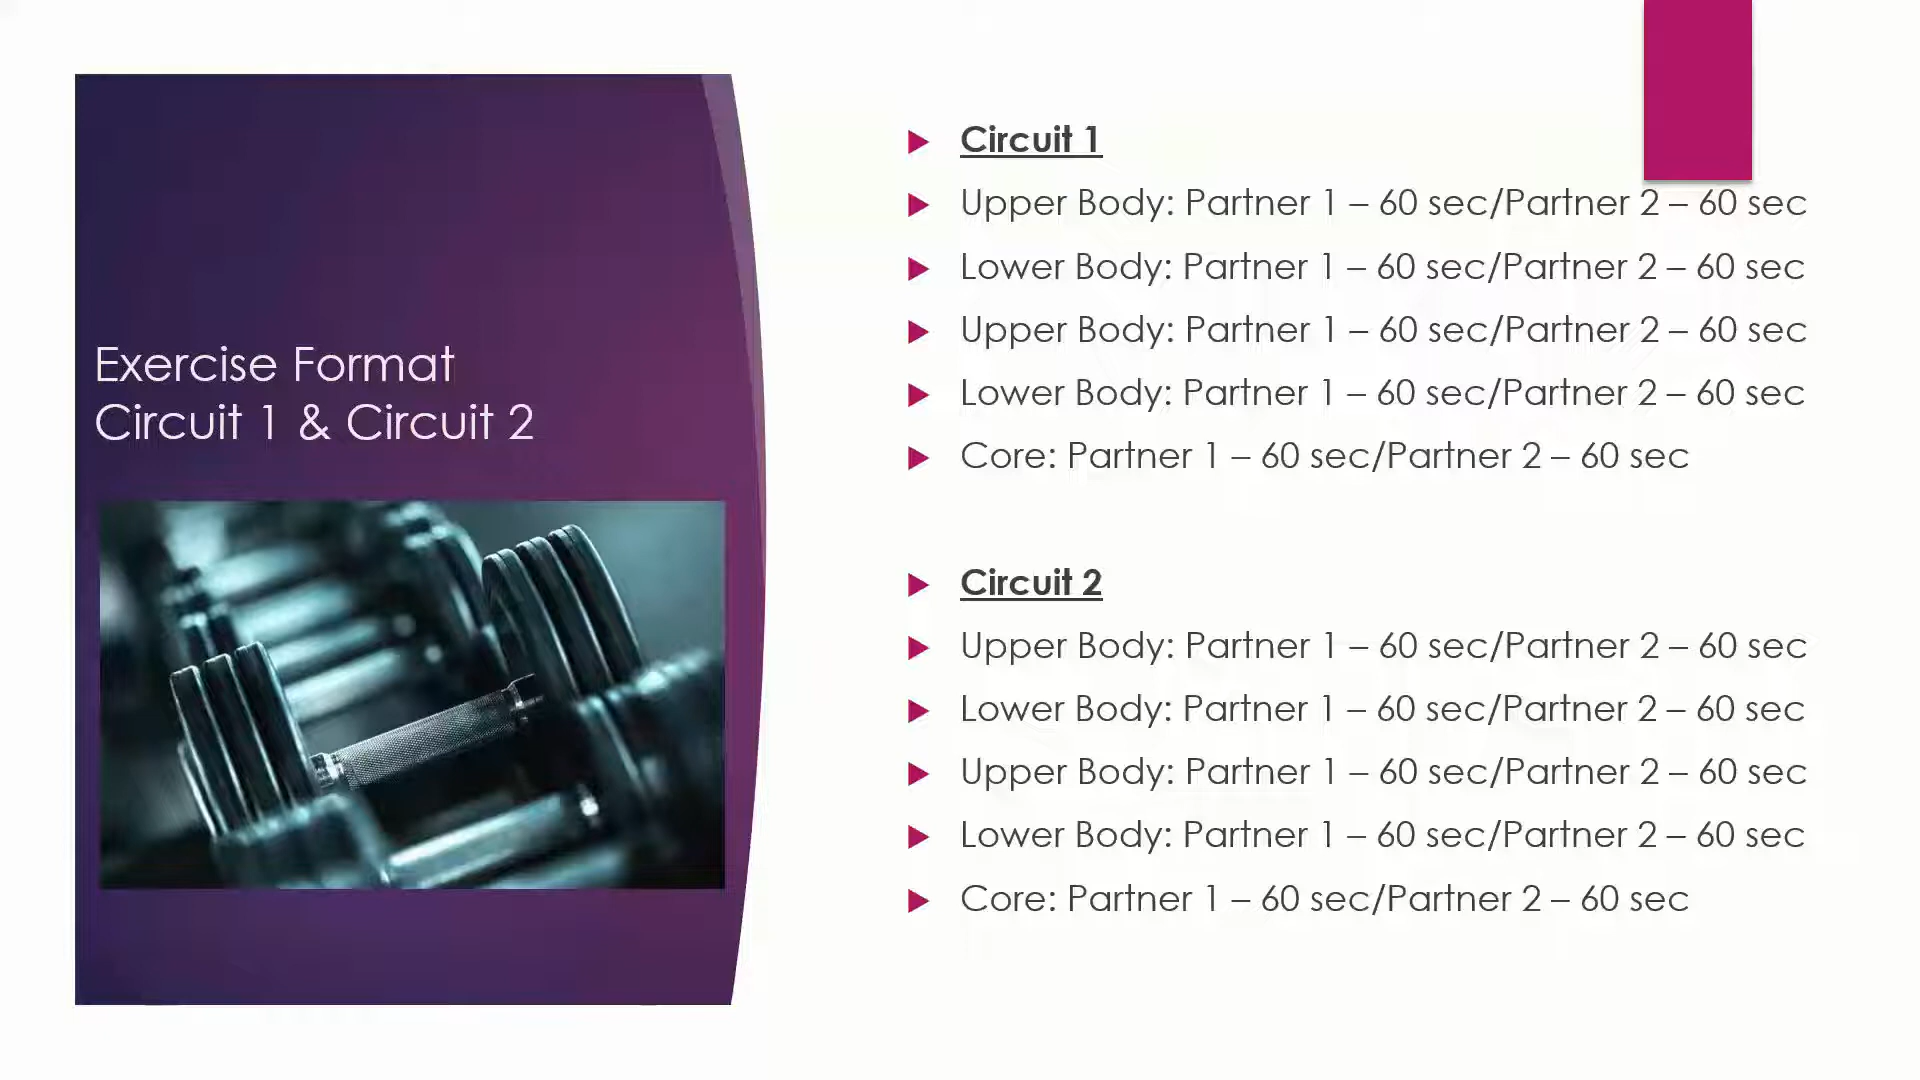 Exercise Format
Circuit 1 & Circuit 2
Circuit 1
Upper Body: Partner 1 – 60 sec/Partner 2 – 60 sec
Lower Body: Partner 1 – 60 sec/Partner 2 – 60 sec
Upper Body: Partner 1 – 60 sec/Partner 2 – 60 sec
Lower Body: Partner 1 – 60 sec/Partner 2 – 60 sec
Core: Partner 1 – 60 sec/Partner 2 – 60 sec
Circuit 2
Upper Body: Partner 1 – 60 sec/Partner 2 – 60 sec
Lower Body: Partner 1 – 60 sec/Partner 2 – 60 sec
Upper Body: Partner 1 – 60 sec/Partner 2 – 60 sec
Lower Body: Partner 1 – 60 sec/Partner 2 – 60 sec
Core: Partner 1 – 60 sec/Partner 2 – 60 sec